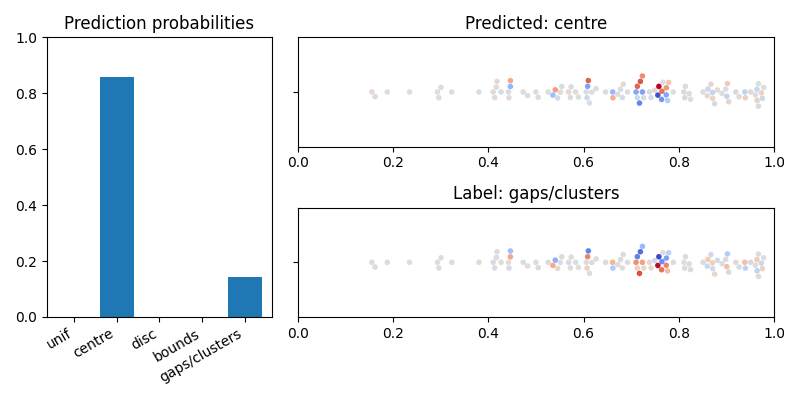 Prediction probabilities
1.0
0.8
0.6
0.4
0.2
0.0
unif
centre
disc
bounds
gaps/clusters
Predicted: centre
0.0 0.2 0.4 0.6 0.8 1.0
Label: gaps/clusters
0.0 0.2 0.4 0.6 0.8 1.0